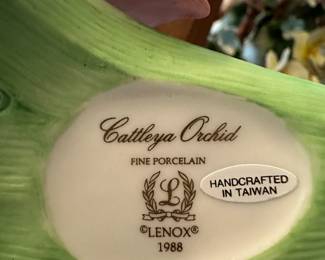 Cattleya Orchid
FINE PORCELAIN
L
©LENOX®
1988
HANDCRAFTED
IN TAIWAN